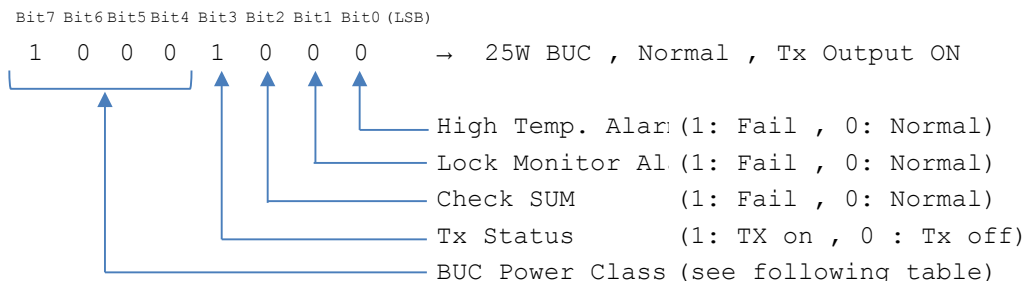 Bit7 Bit6 Bit5 Bit4 Bit3 Bit2 Bit1 Bit0 (LSB)
1 0 0 0 1 0 0 0 → 25W BUC , Normal , Tx Output ON
High Temp. Alar (1: Fail , 0: Normal)
Lock Monitor Al (1: Fail , 0: Normal)
Check SUM (1: Fail , 0: Normal)
Tx Status (1: TX on , 0 : Tx off)
BUC Power Class (see following table)